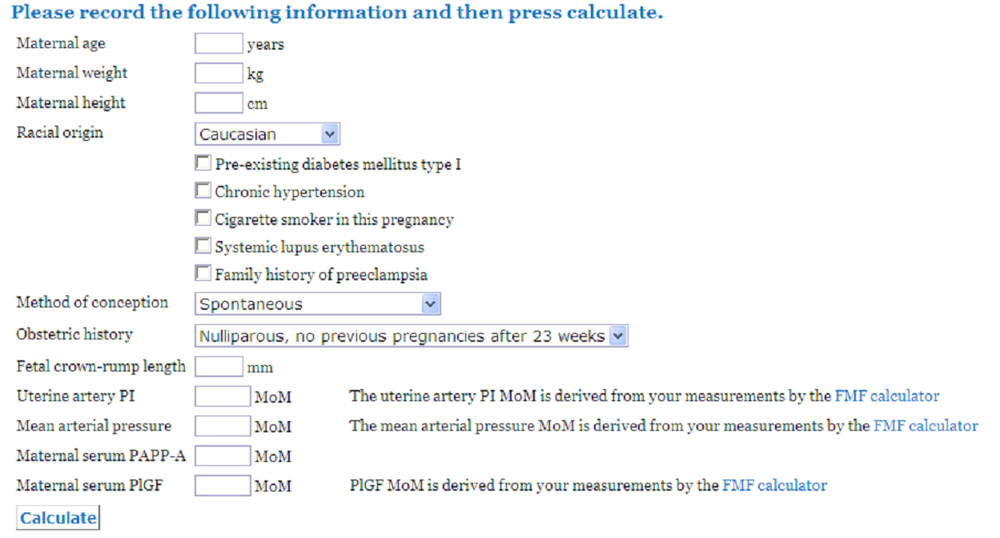 Please record the following information and then press calculate.
Maternal age years
Maternal weight kg
Maternal height cm
Racial origin Caucasian
Pre-existing diabetes mellitus type I
Chronic hypertension
Cigarette smoker in this pregnancy
Systemic lupus erythematosus
Family history of preeclampsia
Method of conception Spontaneous
Obstetric history Nulliparous, no previous pregnancies after 23 weeks
Fetal crown-rump length mm
Uterine artery PI MoM The uterine artery PI MoM is derived from your measurements by the FMF calculator
Mean arterial pressure MoM The mean arterial pressure MoM is derived from your measurements by the FMF calculator
Maternal serum PAPP-A MoM
Maternal serum PlGF MoM PlGF MoM is derived from your measurements by the FMF calculator
Calculate